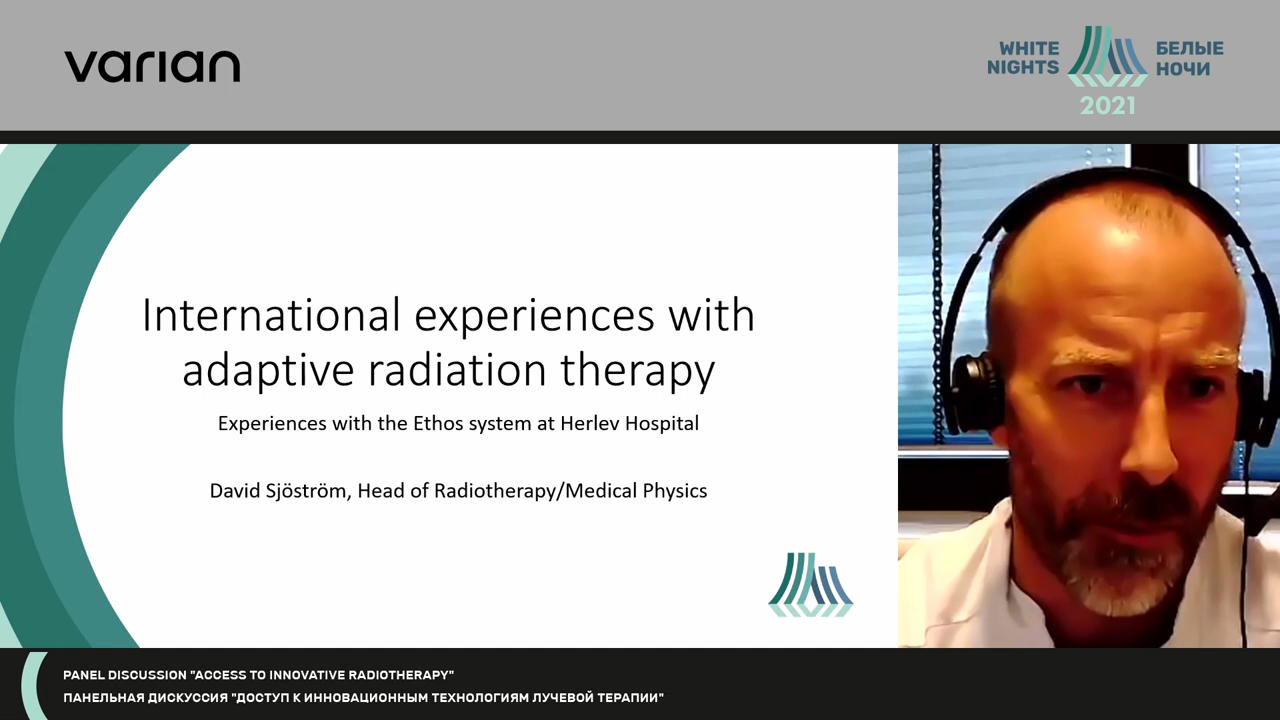 varian
WHITE
NIGHTS
БЕЛЫЕ
НОЧИ
2021
International experiences with
adaptive radiation therapy
Experiences with the Ethos system at Herlev Hospital
David Sjöström, Head of Radiotherapy/Medical Physics
PANEL DISCUSSION "ACCESS TO INNOVATIVE RADIOTHERAPY"
ПАНЕЛЬНАЯ ДИСКУССИЯ "ДОСТУП К ИННОВАЦИОННЫМ ТЕХНОЛОГИЯМ ЛУЧЕВОЙ ТЕРАПИИ"